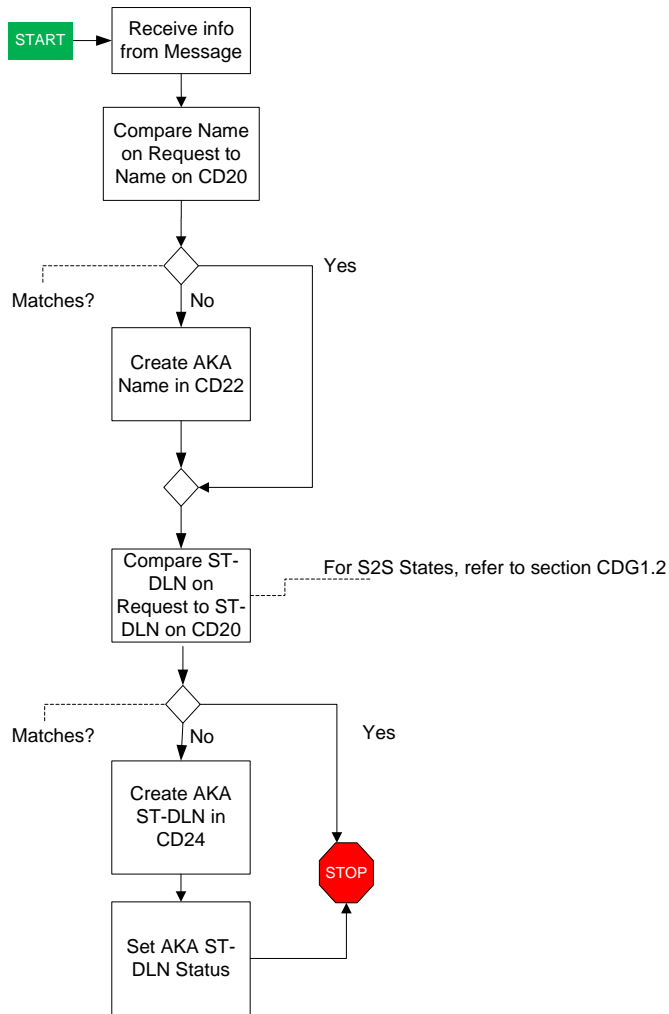 START
Receive info
from Message
Compare Name
on Request to
Name on CD20
Yes
Matches?
No
Create AKA
Name in CD22
Compare ST-
DLN on
Request to ST-
DLN on CD20
For S2S States, refer to section CDG1.2
Matches?
No
Yes
Create AKA
ST-DLN in
CD24
STOP
Set AKA ST-
DLN Status